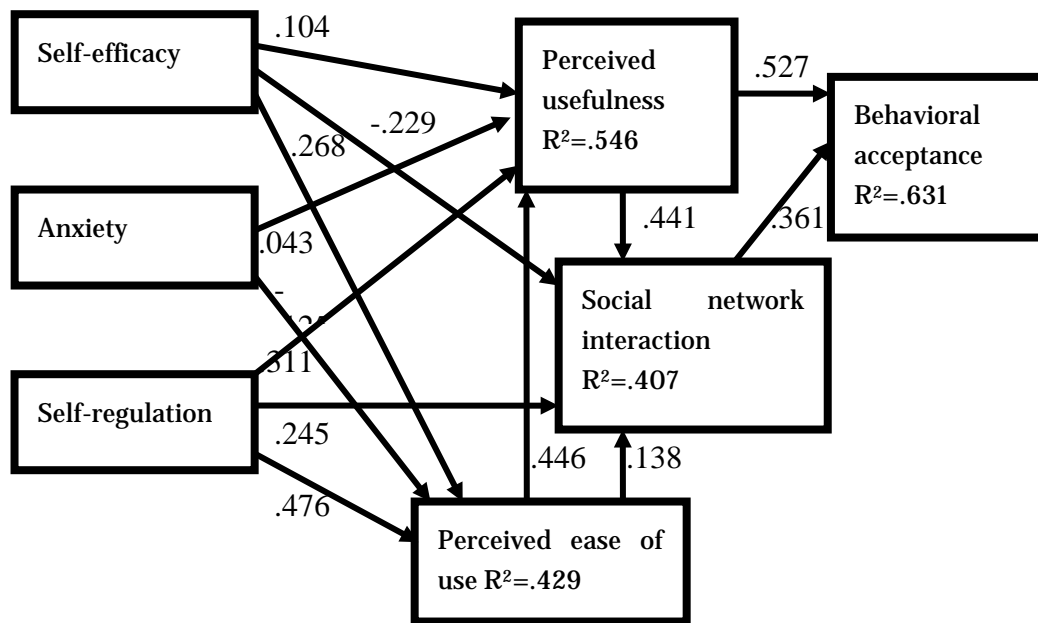 Self-efficacy
Anxiety
Self-regulation
Perceived
usefulness
R²=.546
Social network
interaction
R²=.407
Perceived ease of
use R²=.429
Behavioral
acceptance
R²=.631
.104
-.229
.268
.043
-
.311
.245
.476
.446
.138
.441
.527
.361